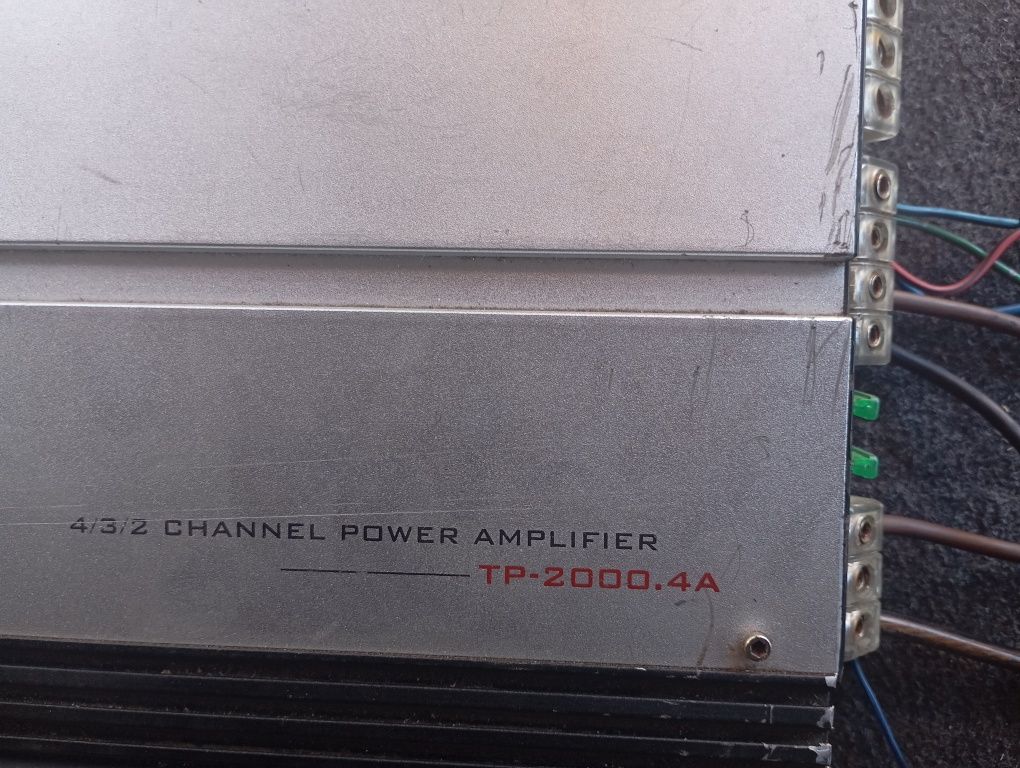 4/3/2 CHANNEL POWER AMPLIFIER
TP-2000.4A